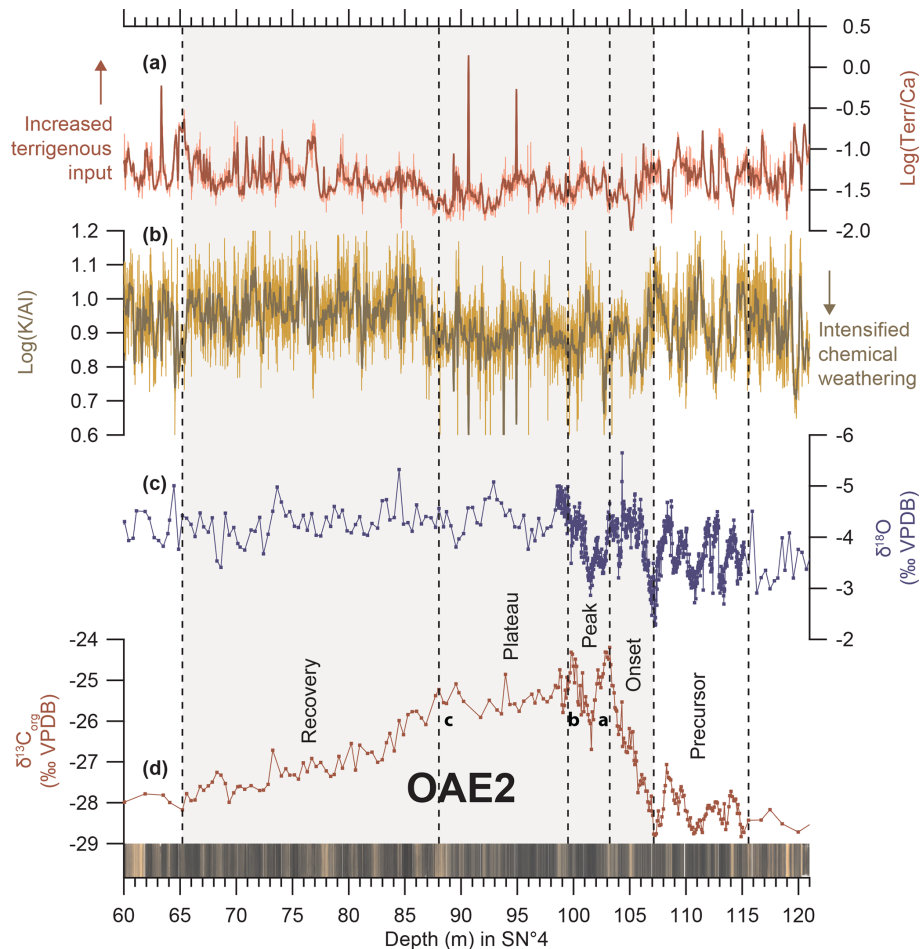 (a)
0.5
0.0
-0.5
-1.0
-1.5
-2.0
Log(Terr/Ca)
Increased
terrigenous
input
(b)
1.2
1.1
1.0
0.9
0.8
0.7
0.6
Log(K/Al)
Intensified
chemical
weathering
(c)
-6
-5
-4
-3
-2
δ18O
(‰ VPDB)
-24
-25
-26
-27
-28
-29
δ13Corg
(‰ VPDB)
Recovery
Plateau
Peak
Onset
Precursor
c
b
a
(d)
OAE2
60 65 70 75 80 85 90 95 100 105 110 115 120
Depth (m) in SN°4